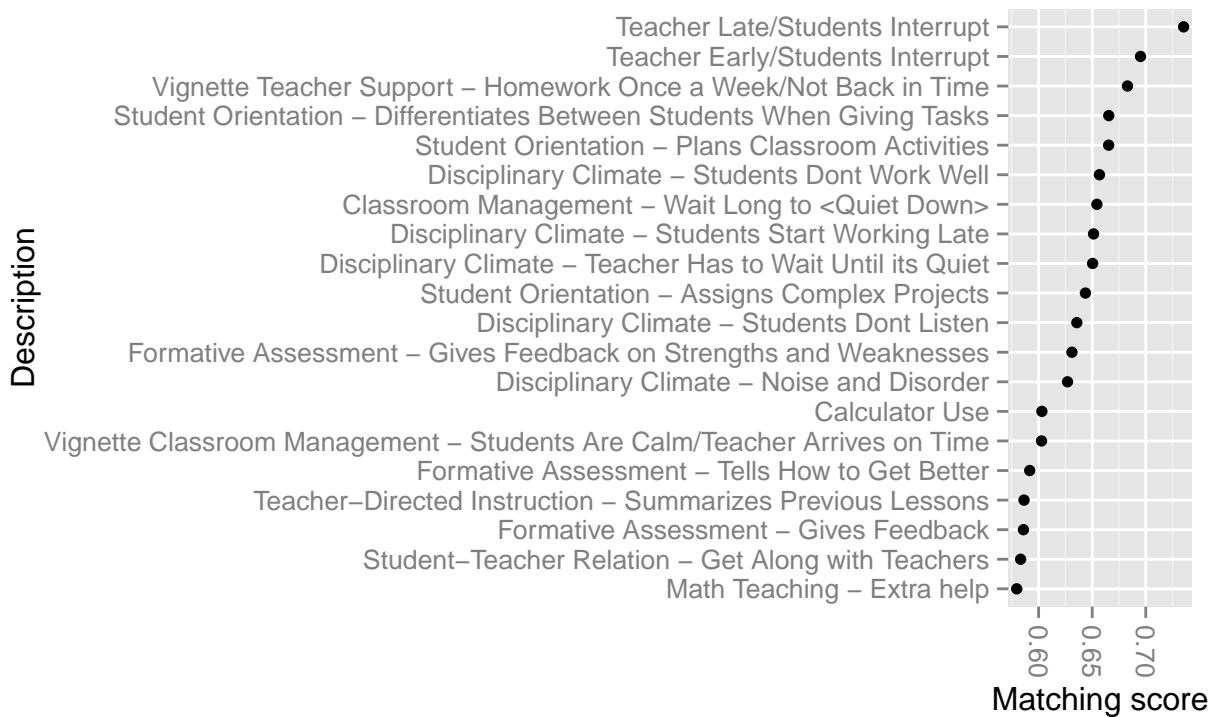 Description
Teacher Late/Students Interrupt
Teacher Early/Students Interrupt
Vignette Teacher Support − Homework Once a Week/Not Back in Time
Student Orientation − Differentiates Between Students When Giving Tasks
Student Orientation − Plans Classroom Activities
Disciplinary Climate − Students Dont Work Well
Classroom Management − Wait Long to <Quiet Down>
Disciplinary Climate − Students Start Working Late
Disciplinary Climate − Teacher Has to Wait Until its Quiet
Student Orientation − Assigns Complex Projects
Disciplinary Climate − Students Dont Listen
Formative Assessment − Gives Feedback on Strengths and Weaknesses
Disciplinary Climate − Noise and Disorder
Calculator Use
Vignette Classroom Management − Students Are Calm/Teacher Arrives on Time
Formative Assessment − Tells How to Get Better
Teacher−Directed Instruction − Summarizes Previous Lessons
Formative Assessment − Gives Feedback
Student−Teacher Relation − Get Along with Teachers
Math Teaching − Extra help
0.60
0.65
0.70
Matching score